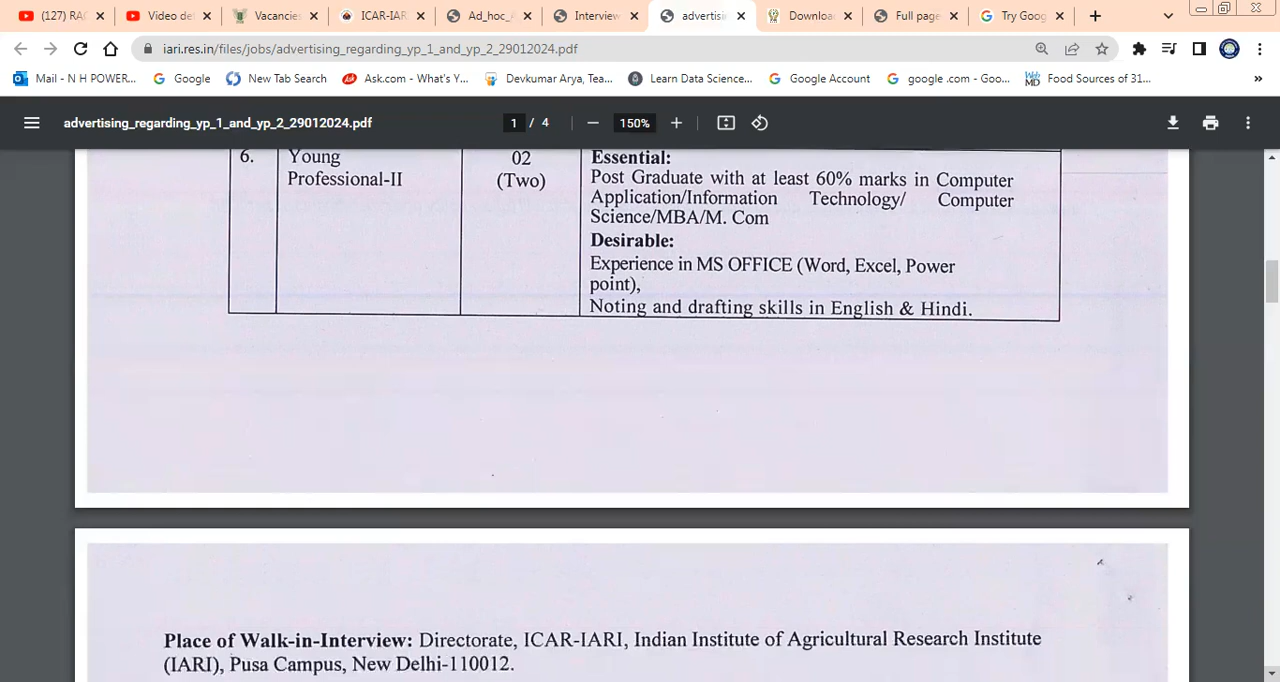 (127) RA
Video de
Vacancie
ICAR-IAR
Ad_hoc_
Interview
advertisi
Downloa
Full page
Try Goog
iari.res.in/files/jobs/advertising_regarding_yp_1_and_yp_2_29012024.pdf
Mail - N H POWER...
Google
New Tab Search
Ask.com - What's Y...
Devkumar Arya, Tea...
Learn Data Science...
Google Account
google .com - Goo...
Food Sources of 31...
advertising_regarding_yp_1_and_yp_2_29012024.pdf
1 / 4
150%
6.
Young
Professional-II
02
(Two)
Essential:
Post Graduate with at least 60% marks in Computer
Application/Information Technology/ Computer
Science/MBA/M. Com
Desirable:
Experience in MS OFFICE (Word, Excel, Power
point),
Noting and drafting skills in English & Hindi.
Place of Walk-in-Interview: Directorate, ICAR-IARI, Indian Institute of Agricultural Research Institute
(IARI), Pusa Campus, New Delhi-110012.